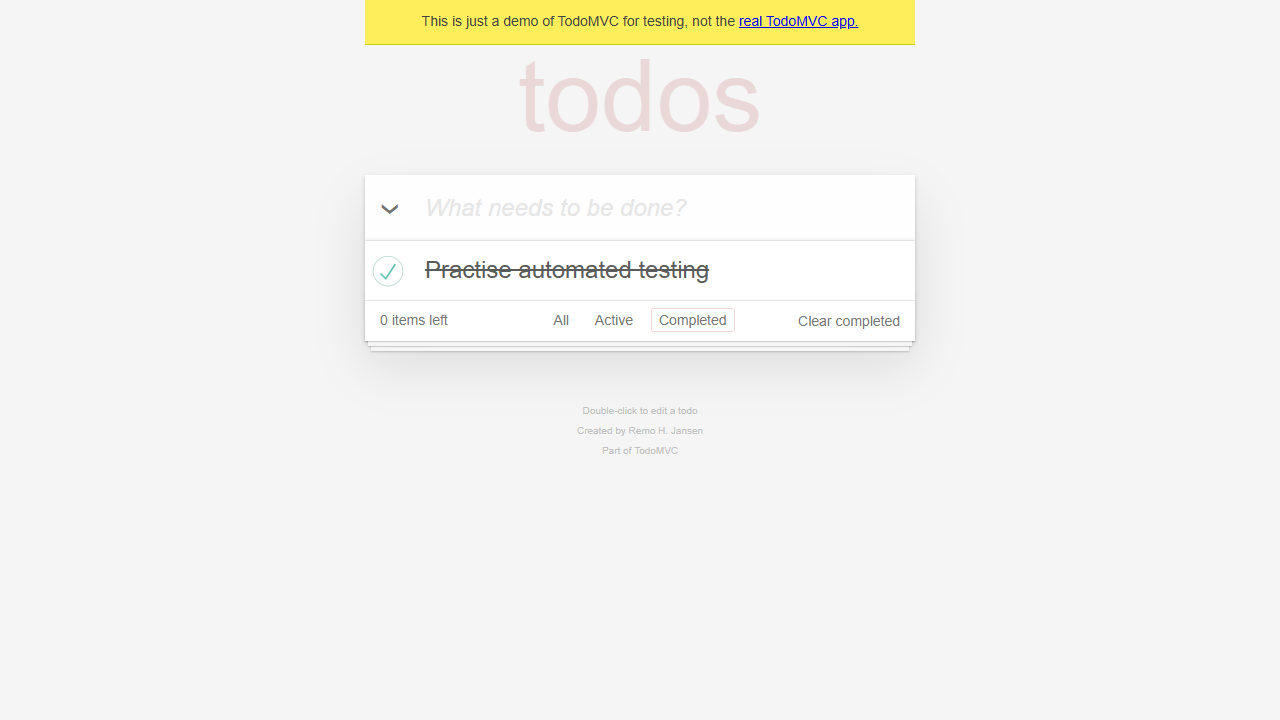 This is just a demo of TodoMVC for testing, not the real TodoMVC app.
todos
What needs to be done?
Practise automated testing
0 items left All Active Completed Clear completed
Double-click to edit a todo
Created by Remo H. Jansen
Part of TodoMVC